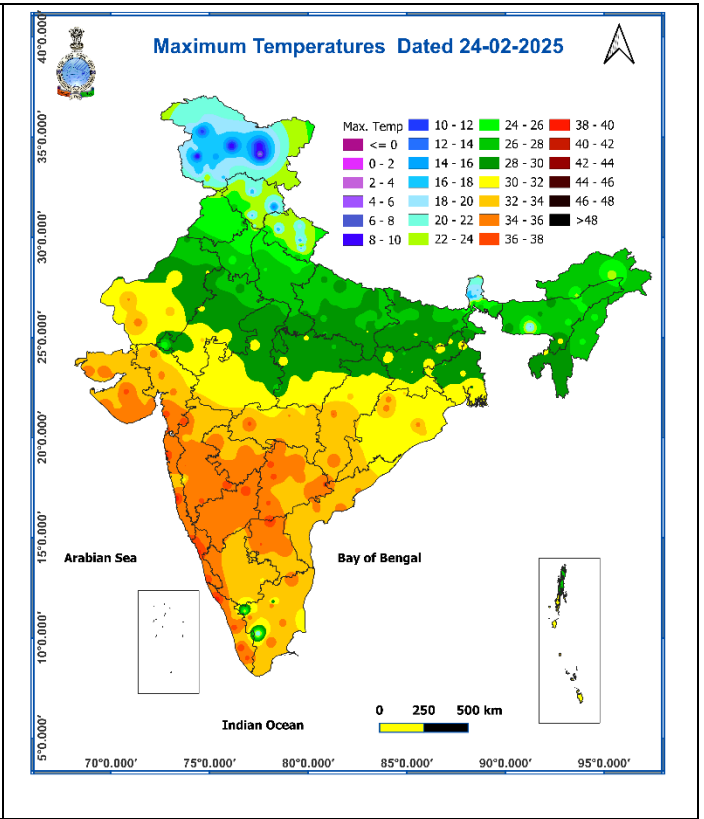 Maximum Temperatures Dated 24-02-2025
Max. Temp
<= 0
0 - 2
2 - 4
4 - 6
6 - 8
8 - 10
10 - 12
12 - 14
14 - 16
16 - 18
18 - 20
20 - 22
22 - 24
24 - 26
26 - 28
28 - 30
30 - 32
32 - 34
34 - 36
36 - 38
38 - 40
40 - 42
42 - 44
44 - 46
46 - 48
>48
40°0.000'
35°0.000'
30°0.000'
25°0.000'
20°0.000'
15°0.000'
10°0.000'
5°0.000'
Arabian Sea
Bay of Bengal
Indian Ocean
0 250 500 km
70°0.000' 75°0.000' 80°0.000' 85°0.000' 90°0.000' 95°0.000'